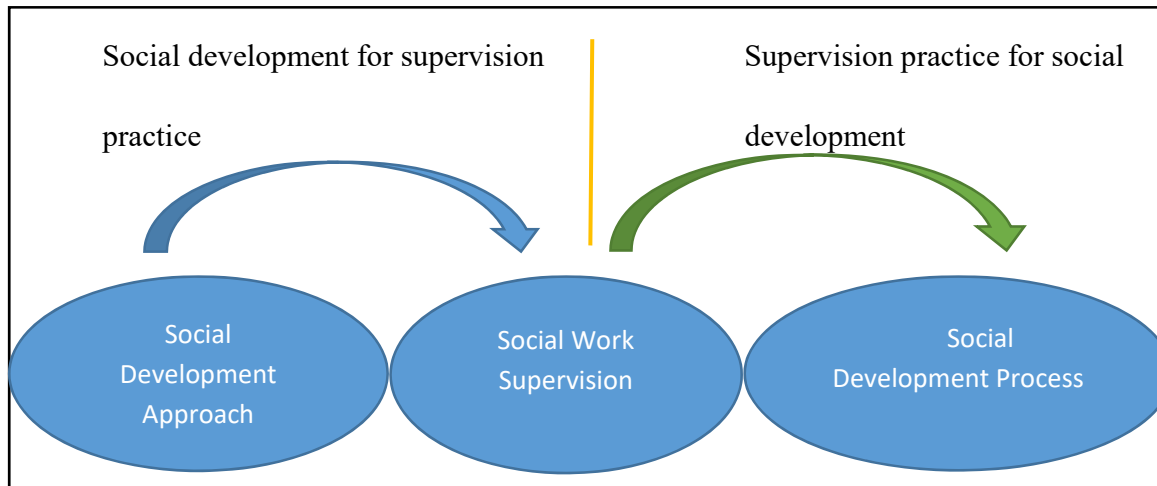 Social development for supervision
practice
Supervision practice for social
development
Social
Development
Approach
Social Work
Supervision
Social
Development Process